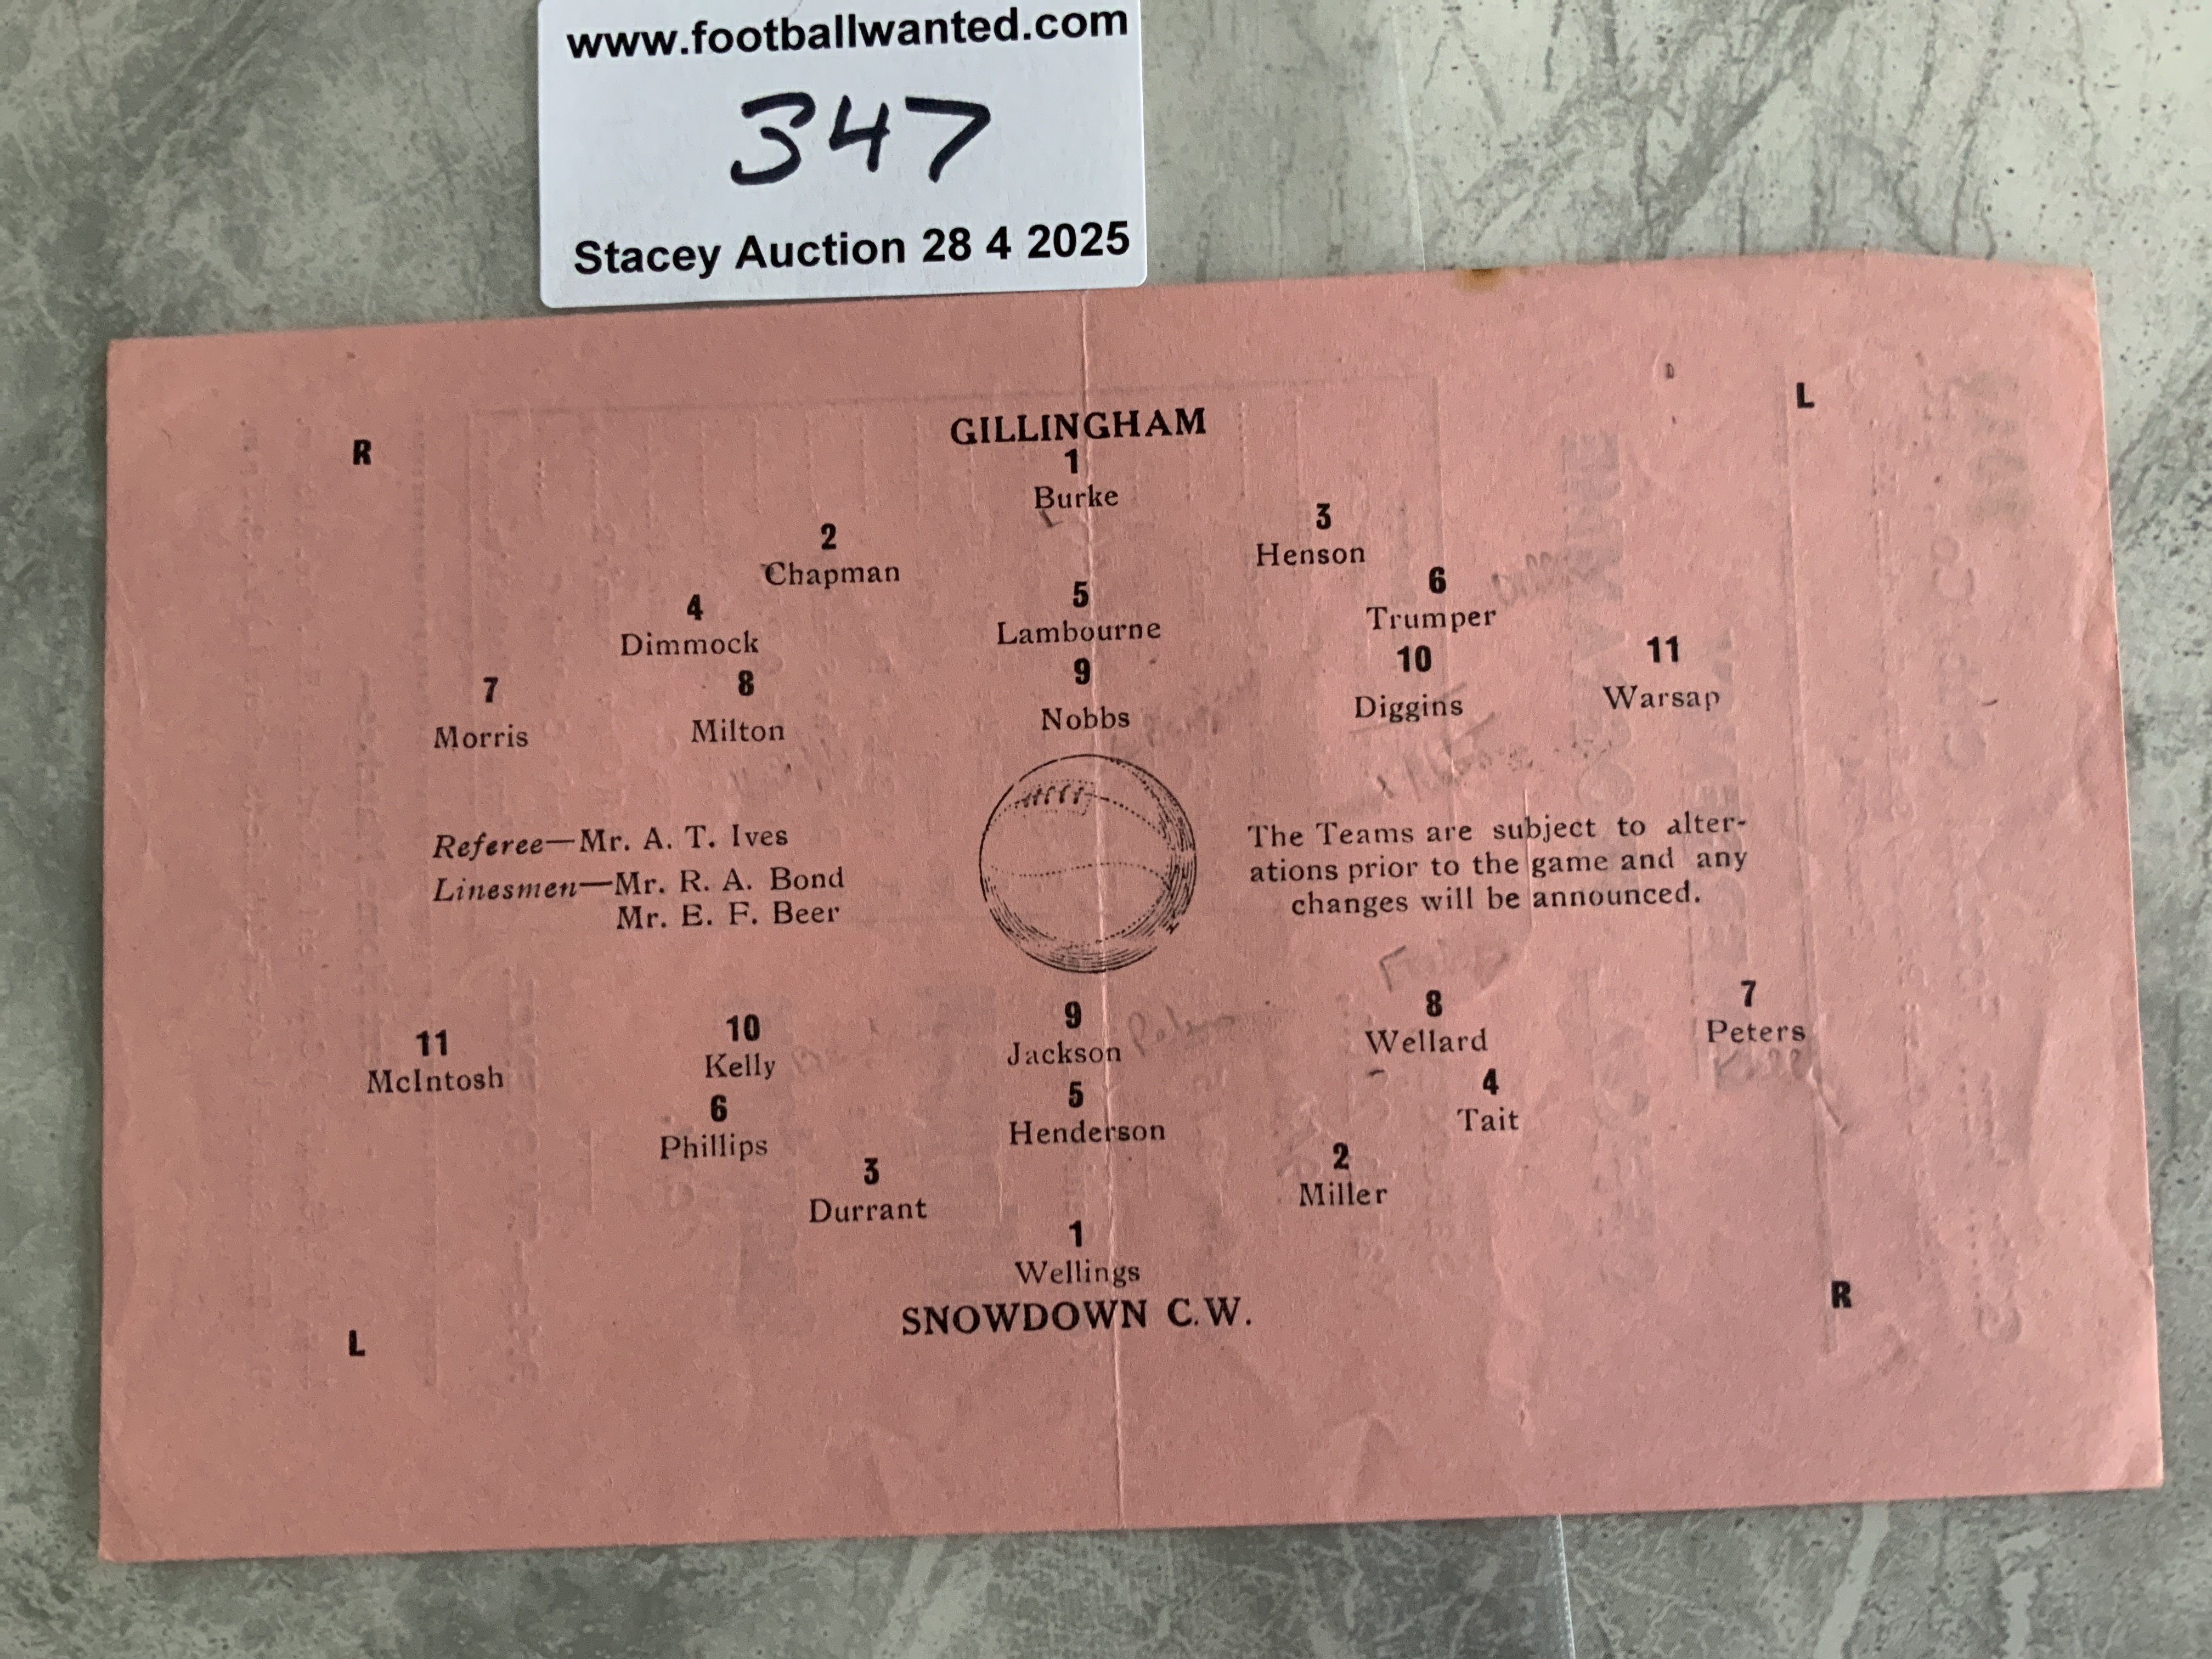 www.footballwanted.com
347
Stacey Auction 28 4 2025
R L
GILLINGHAM
1
Burke
2 3
Chapman Henson
4 5 6
Dimmock Lambourne Trumper
7 8 9 10 11
Morris Milton Nobbs Diggins Warsap
Referee—Mr. A. T. Ives
Linesmen—Mr. R. A. Bond
Mr. E. F. Beer
The Teams are subject to alter-
ations prior to the game and any
changes will be announced.
11 10 9 8 7
McIntosh Kelly Jackson Wellard Peters
6 5 4
Phillips Henderson Tait
3 2
Durrant Miller
1
Wellings
SNOWDOWN C.W.
L R